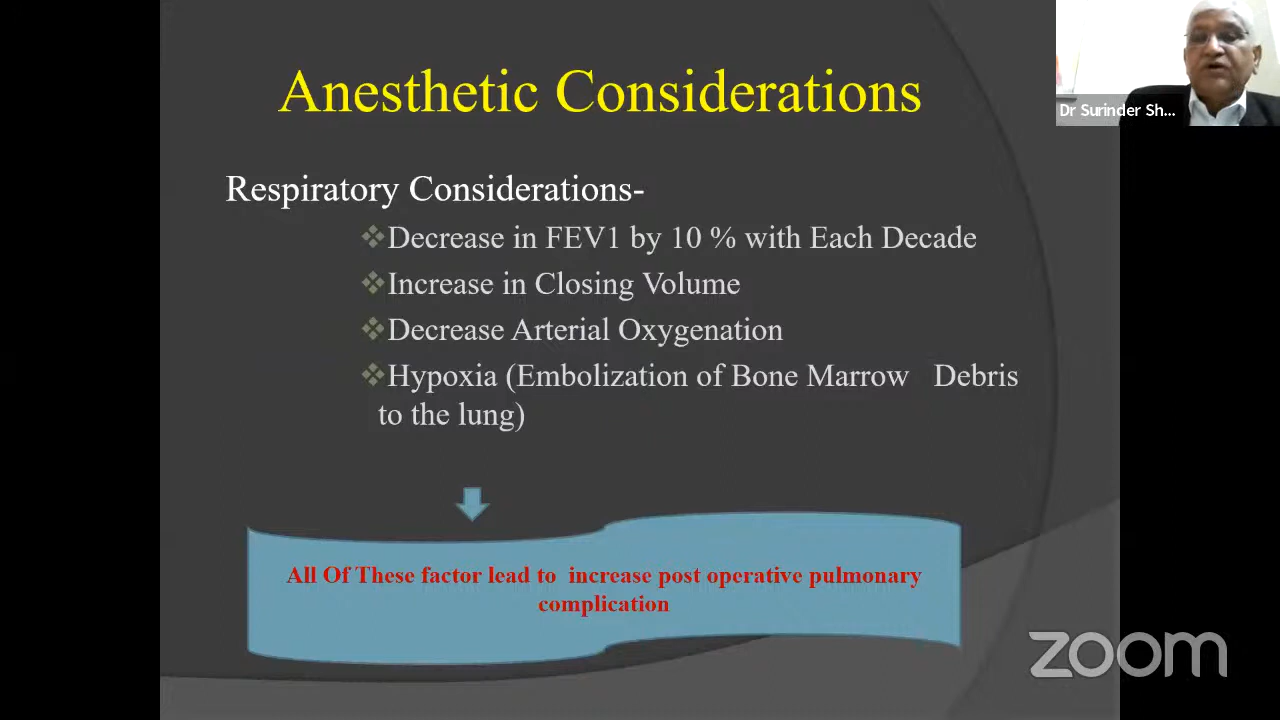 Anesthetic Considerations
Dr Surinder Sh...
Respiratory Considerations-
Decrease in FEV1 by 10 % with Each Decade
Increase in Closing Volume
Decrease Arterial Oxygenation
Hypoxia (Embolization of Bone Marrow Debris
to the lung)
All Of These factor lead to increase post operative pulmonary
complication
zoom